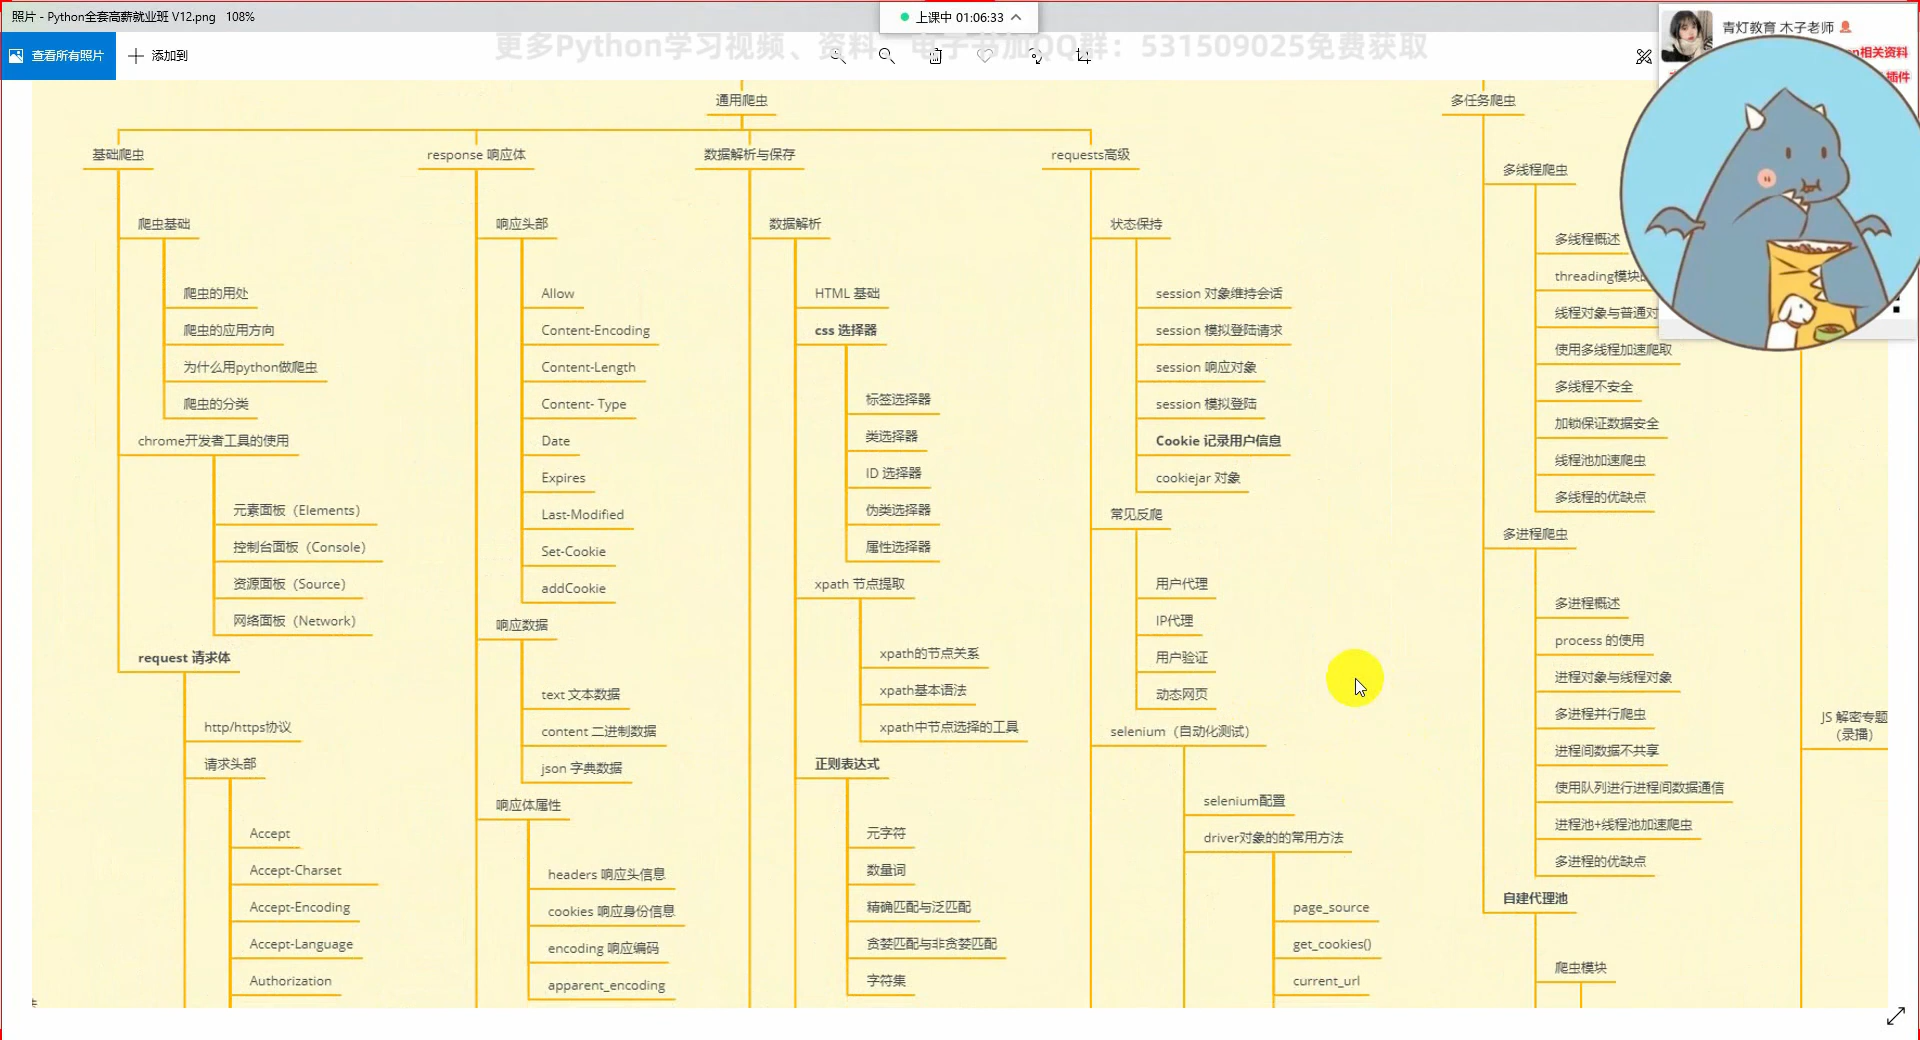 照片 - Python全套高薪就业班 V12.png 108%
上课中 01:06:33
更多Python学习视频、资料、电子书加QQ群：531509025免费获取
查看所有照片
添加到
青灯教育 木子老师
相关资料
插件
通用爬虫
多任务爬虫
基础爬虫
爬虫基础
爬虫的用处
爬虫的应用方向
为什么用python做爬虫
爬虫的分类
chrome开发者工具的使用
元素面板（Elements）
控制台面板（Console）
资源面板（Source）
网络面板（Network）
request 请求体
http/https协议
请求头部
Accept
Accept-Charset
Accept-Encoding
Accept-Language
Authorization
response 响应体
响应头部
Allow
Content-Encoding
Content-Length
Content- Type
Date
Expires
Last-Modified
Set-Cookie
addCookie
响应数据
text 文本数据
content 二进制数据
json 字典数据
响应体属性
headers 响应头信息
cookies 响应身份信息
encoding 响应编码
apparent_encoding
数据解析与保存
数据解析
HTML 基础
css 选择器
标签选择器
类选择器
ID 选择器
伪类选择器
属性选择器
xpath 节点提取
xpath的节点关系
xpath基本语法
xpath中节点选择的工具
正则表达式
元字符
数量词
精确匹配与泛匹配
贪婪匹配与非贪婪匹配
字符集
requests高级
状态保持
session 对象维持会话
session 模拟登陆请求
session 响应对象
session 模拟登陆
Cookie 记录用户信息
cookiejar 对象
常见反爬
用户代理
IP代理
用户验证
动态网页
selenium（自动化测试）
selenium配置
driver对象的的常用方法
page_source
get_cookies()
current_url
多线程爬虫
多线程概述
threading模块
线程对象与普通对
使用多线程加速爬取
多线程不安全
加锁保证数据安全
线程池加速爬虫
多线程的优缺点
多进程爬虫
多进程概述
process 的使用
进程对象与线程对象
多进程并行爬虫
进程间数据不共享
使用队列进行进程间数据通信
进程池+线程池加速爬虫
多进程的优缺点
自建代理池
爬虫模块
JS 解密专题
（录播）